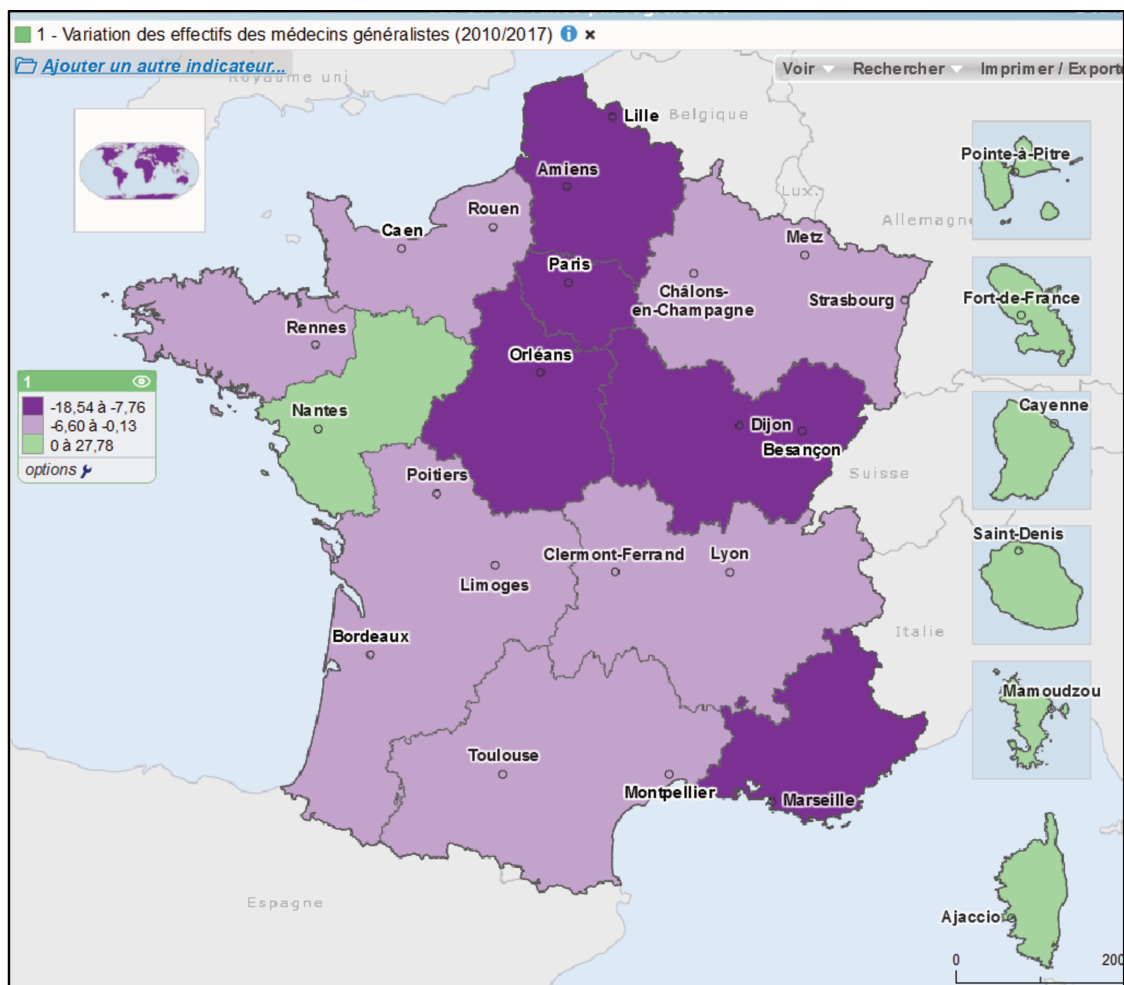 1 - Variation des effectifs des médecins généralistes (2010/2017)
Ajouter un autre indicateur...
Voir Rechercher Imprimer / Exporte
Royaume uni
Belgique
Lille
Amiens
Pointe-à-Pitre
Lux.
Allemagne
Rouen
Caen
Metz
Paris
Châlons-
en-Champagne
Strasbourg
Fort-de-France
Rennes
Orléans
1
-18,54 à -7,76
-6,60 à -0,13
0 à 27,78
options
Nantes
Dijon
Besançon
Cayenne
Poitiers
Suisse
Saint-Denis
Clermont-Ferrand
Lyon
Limoges
Italie
Bordeaux
Mamoudzou
Toulouse
Montpellier
Marseille
Espagne
Ajaccio
0 200